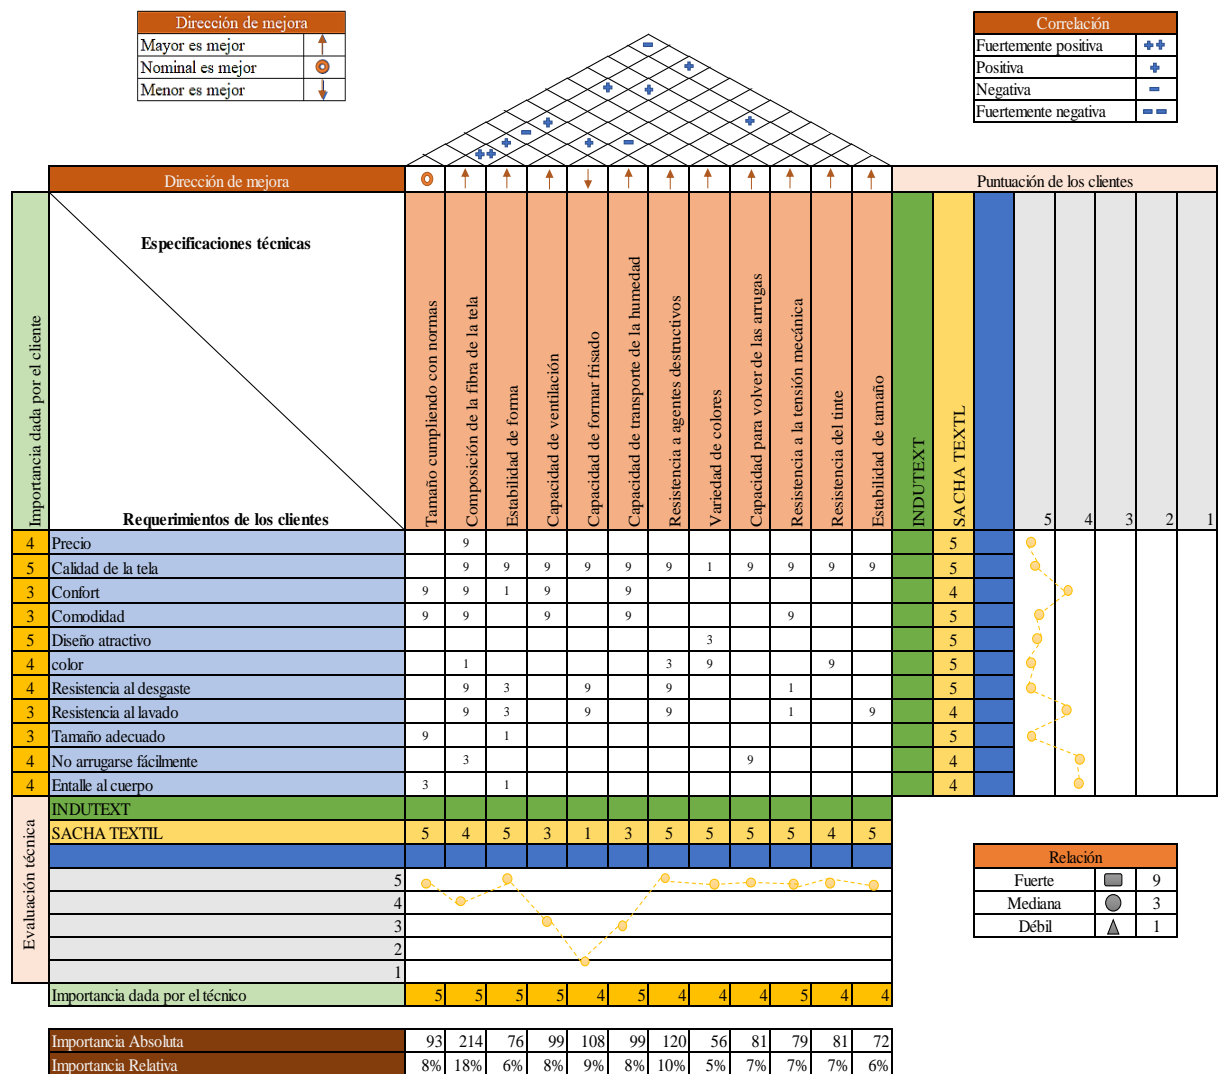 Dirección de mejora
Mayor es mejor
Nominal es mejor
Menor es mejor
Correlación
Fuertemente positiva
Positiva
Negativa
Fuertemente negativa
Dirección de mejora
Puntuación de los clientes
Importancia dada por el cliente
Especificaciones técnicas
Requerimientos de los clientes
Tamaño cumpliendo con normas
Composición de la fibra de la tela
Estabilidad de forma
Capacidad de ventilación
Capacidad de formar frisado
Capacidad de transporte de la humedad
Resistencia a agentes destructivos
Variedad de colores
Capacidad para volver de las arrugas
Resistencia a la tensión mecánica
Resistencia del tinte
Estabilidad de tamaño
INDUTEXT
SACHA TEXTL
5 4 3 2 1
4 Precio 9 5
5 Calidad de la tela 9 9 9 9 9 9 1 9 9 9 9 5
3 Confort 9 9 1 9 9 4
3 Comodidad 9 9 9 9 9 5
5 Diseño atractivo 3 5
4 color 1 3 9 9 5
4 Resistencia al desgaste 9 3 9 9 1 5
3 Resistencia al lavado 9 3 9 9 1 9 4
3 Tamaño adecuado 9 1 5
4 No arrugarse fácilmente 3 9 4
4 Entalle al cuerpo 3 1 4
Evaluación técnica
INDUTEXT
SACHA TEXTIL 5 4 5 3 1 3 5 5 5 5 4 5
5
4
3
2
1
Relación
Fuerte 9
Mediana 3
Débil 1
Importancia dada por el técnico 5 5 5 5 4 5 4 4 4 5 4 4
Importancia Absoluta 93 214 76 99 108 99 120 56 81 79 81 72
Importancia Relativa 8% 18% 6% 8% 9% 8% 10% 5% 7% 7% 7% 6%